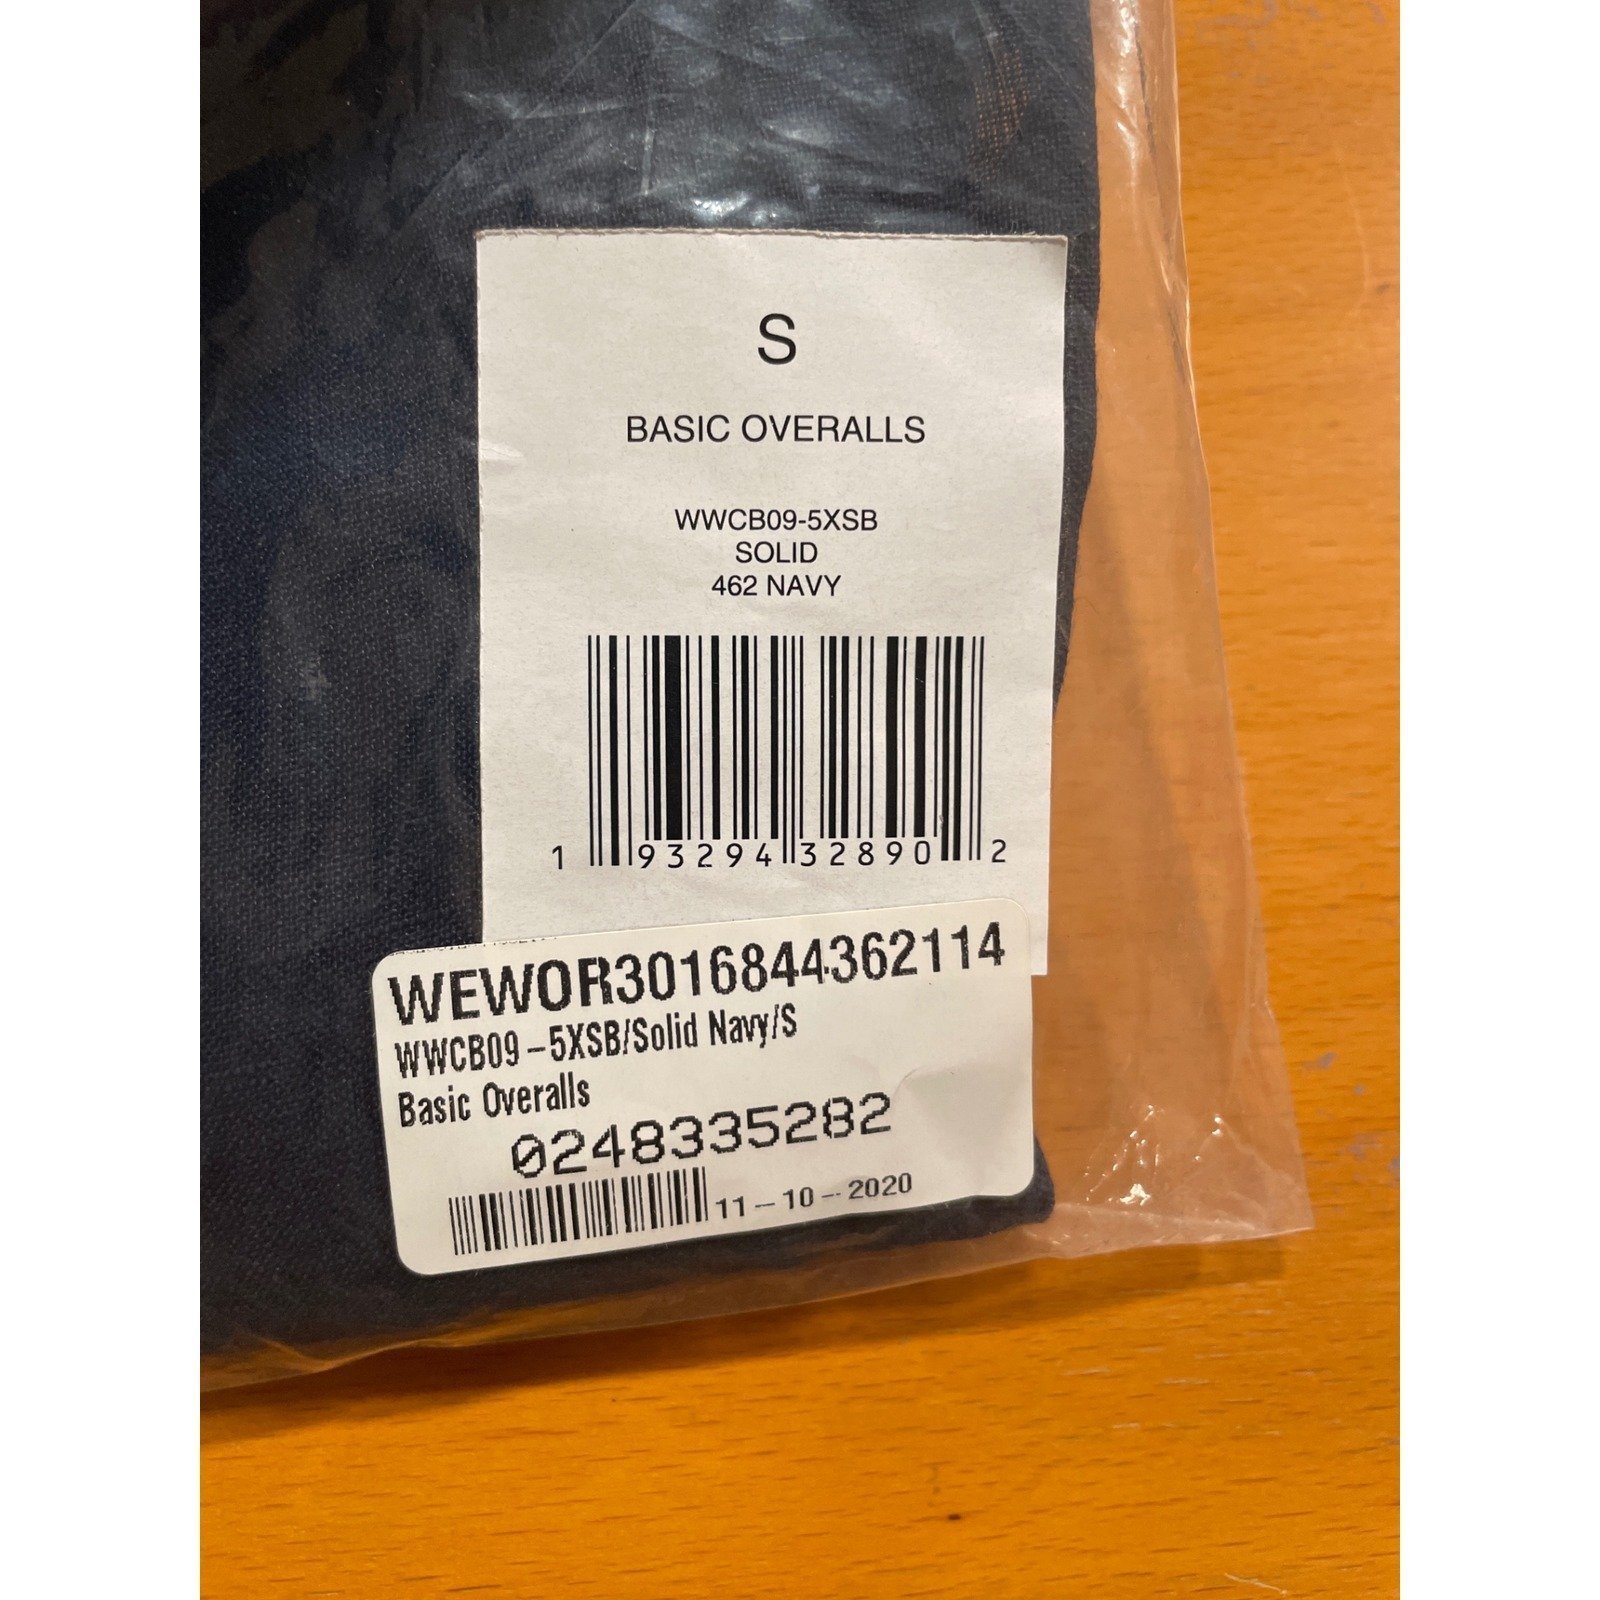 S
BASIC OVERALLS
WWCB09-5XSB
SOLID
462 NAVY
1 93294 32890 2
WEWOR3016844362114
WWCB09-5XSB/Solid Navy/S
Basic Overalls
0248335282
11-10-2020